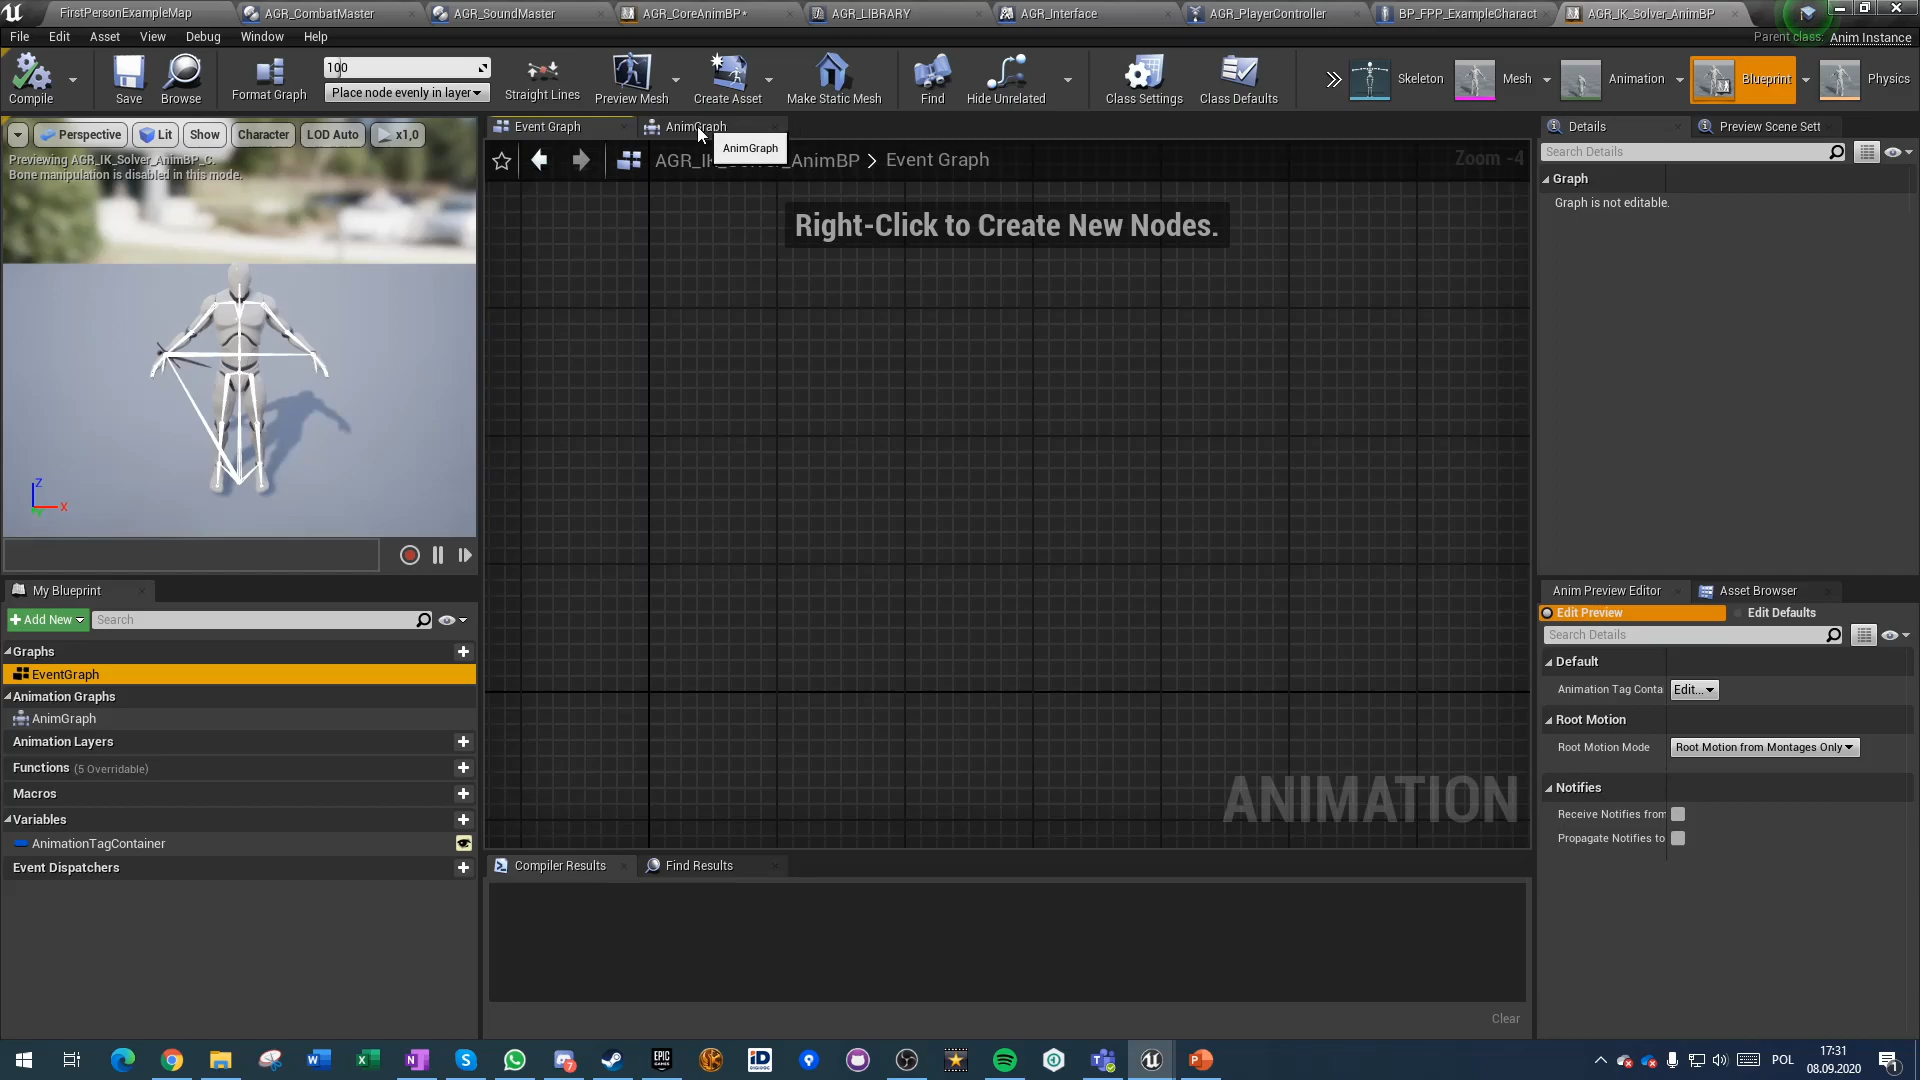 FirstPersonExampleMap
AGR_CombatMaster
AGR_SoundMaster
AGR_CoreAnimBP*
AGR_LIBRARY
AGR_Interface
AGR_PlayerController
BP_FPP_ExampleCharact
AGR_IK_Solver_AnimBP
File Edit Asset View Debug Window Help
Parent class: Anim Instance
Compile
Save
Browse
Format Graph
100
Place node evenly in layer
Straight Lines
Preview Mesh
Create Asset
Make Static Mesh
Find
Hide Unrelated
Class Settings
Class Defaults
Skeleton
Mesh
Animation
Blueprint
Physics
Perspective Lit Show Character LOD Auto x1,0
Previewing AGR_IK_Solver_AnimBP_C.
Bone manipulation is disabled in this mode.
Z
X
Event Graph
AnimGraph
AnimGraph
Event Graph
Zoom -4
Right-Click to Create New Nodes.
ANIMATION
Details
Preview Scene Sett
Search Details
Graph
Graph is not editable.
My Blueprint
Add New
Search
Graphs
EventGraph
Animation Graphs
AnimGraph
Animation Layers
Functions (5 Overridable)
Macros
Variables
AnimationTagContainer
Event Dispatchers
Compiler Results
Find Results
Clear
Anim Preview Editor
Asset Browser
Edit Preview
Edit Defaults
Search Details
Default
Animation Tag Conta Edit...
Root Motion
Root Motion Mode Root Motion from Montages Only
Notifies
Receive Notifies from
Propagate Notifies to
POL
17:31
08.09.2020